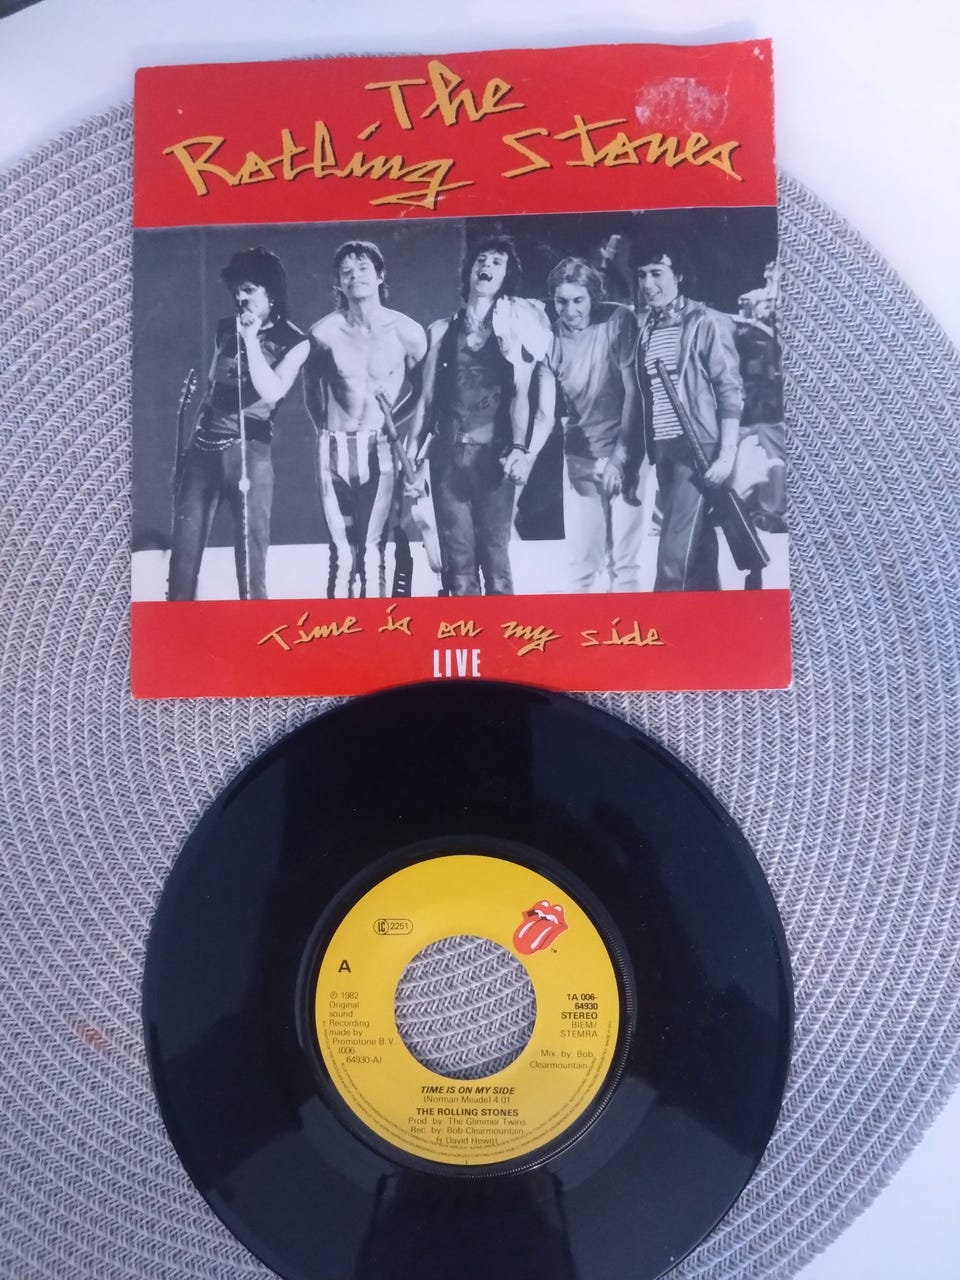 The
Rolling Stones
Time is on my side
LIVE
LC 2251
A
℗ 1982
Original
sound
Recording
made by
Promotone B.V.
(006
64930-A)
1A 006-
64930
STEREO
BIEM/
STEMRA
Mix. by Bob
Clearmountain
TIME IS ON MY SIDE
(Norman Meade) 4:01
THE ROLLING STONES
Prod. by The Glimmer Twins
Rec. by Bob Clearmountain
& David Hewitt